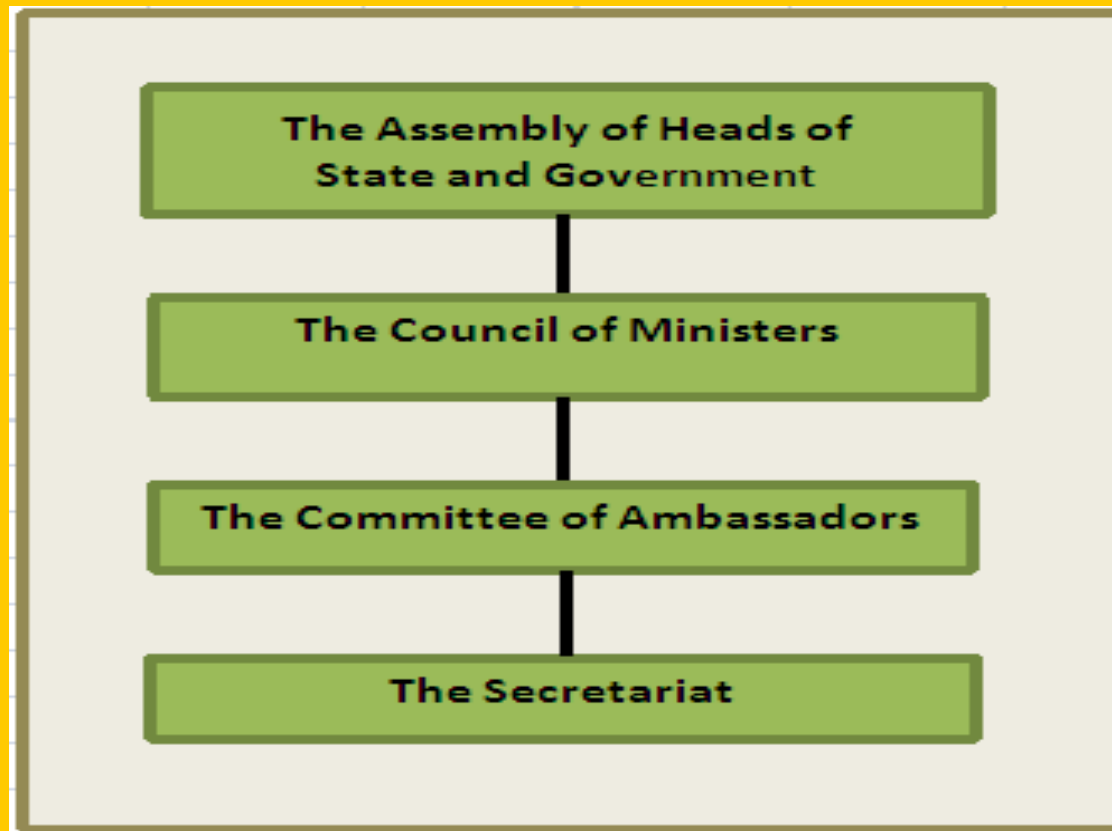 The Assembly of Heads of
State and Government
The Council of Ministers
The Committee of Ambassadors
The Secretariat